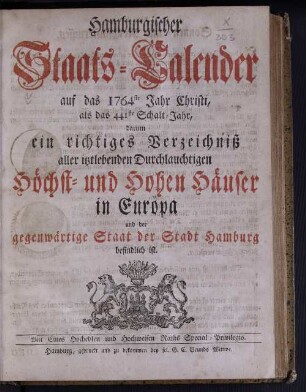 Hamburgischer
Staats-Calender
auf das 1764ste Jahr Christi,
als das 441ste Schalt-Jahr,
Darinn
ein richtiges Verzeichniß
aller itztlebenden Durchlauchtigen
Höchst- und Hohen Häuser
in Europa
und der
gegenwärtige Staat der Stadt Hamburg
befindlich ist.
Mit Eines Hochedlen und Hochweisen Raths Special-Privilegio.
Hamburg, gedruckt und zu bekommen bey sel. G. C. Wittwe.